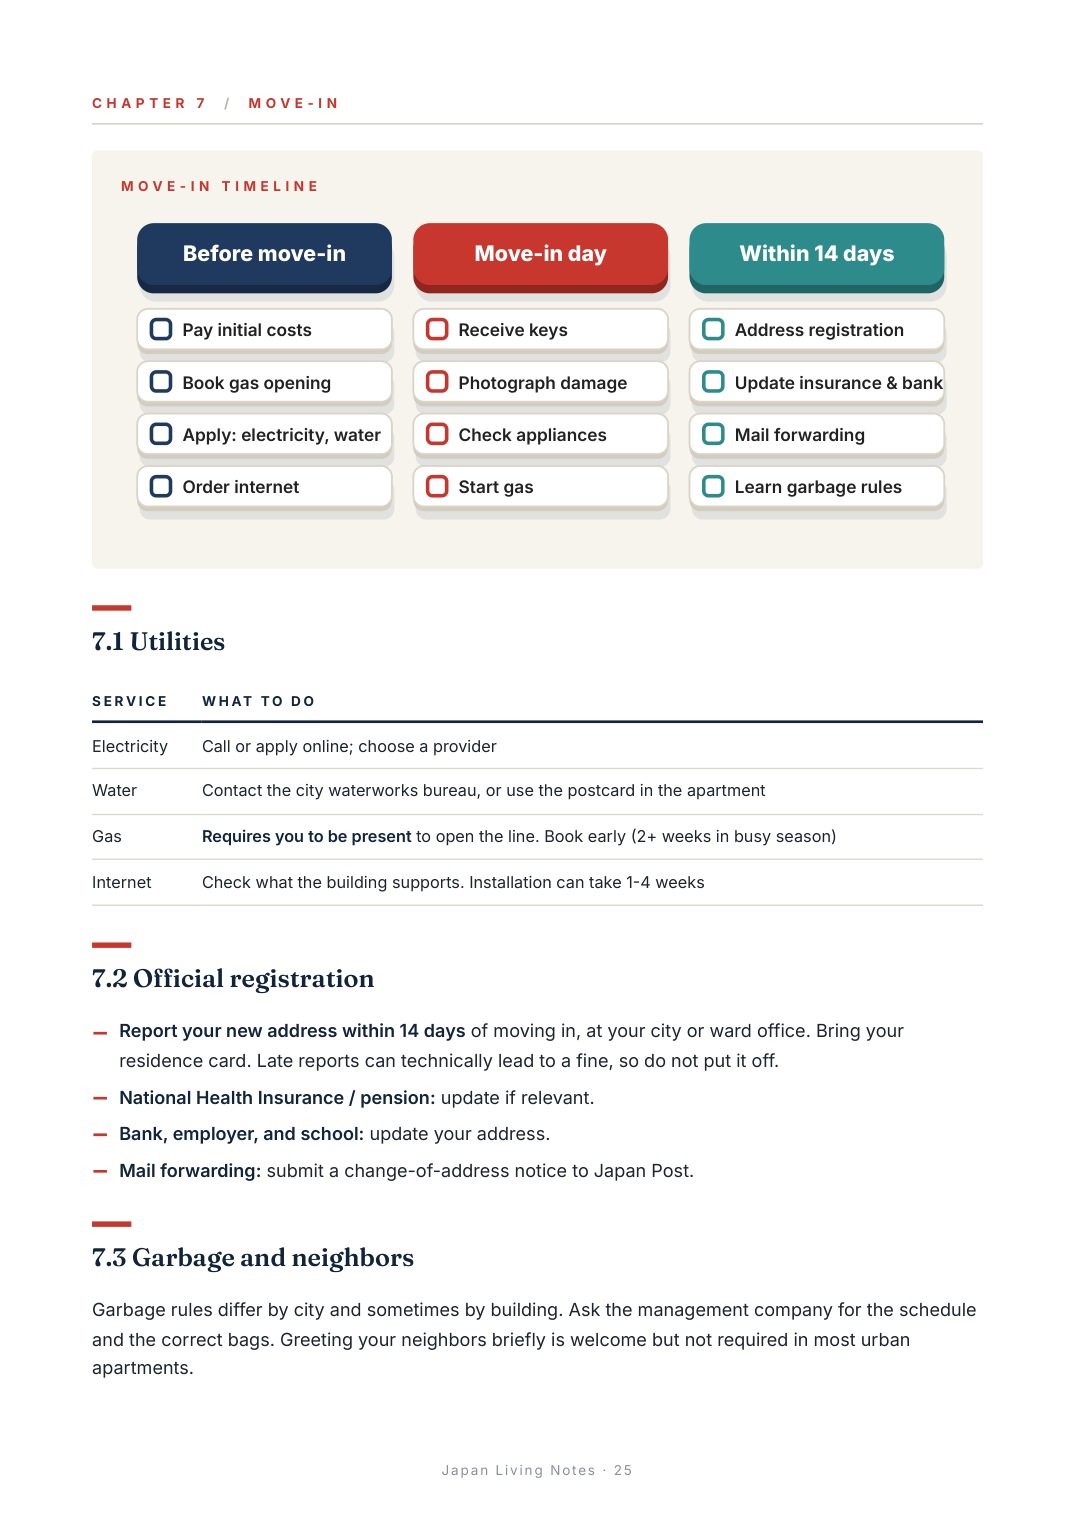 CHAPTER 7 / MOVE-IN
MOVE-IN TIMELINE
Before move-in
Pay initial costs
Book gas opening
Apply: electricity, water
Order internet
Move-in day
Receive keys
Photograph damage
Check appliances
Start gas
Within 14 days
Address registration
Update insurance & bank
Mail forwarding
Learn garbage rules
7.1 Utilities
SERVICE WHAT TO DO
Electricity Call or apply online; choose a provider
Water Contact the city waterworks bureau, or use the postcard in the apartment
Gas Requires you to be present to open the line. Book early (2+ weeks in busy season)
Internet Check what the building supports. Installation can take 1-4 weeks
7.2 Official registration
– Report your new address within 14 days of moving in, at your city or ward office. Bring your
residence card. Late reports can technically lead to a fine, so do not put it off.
– National Health Insurance / pension: update if relevant.
– Bank, employer, and school: update your address.
– Mail forwarding: submit a change-of-address notice to Japan Post.
7.3 Garbage and neighbors
Garbage rules differ by city and sometimes by building. Ask the management company for the schedule
and the correct bags. Greeting your neighbors briefly is welcome but not required in most urban
apartments.
Japan Living Notes · 25